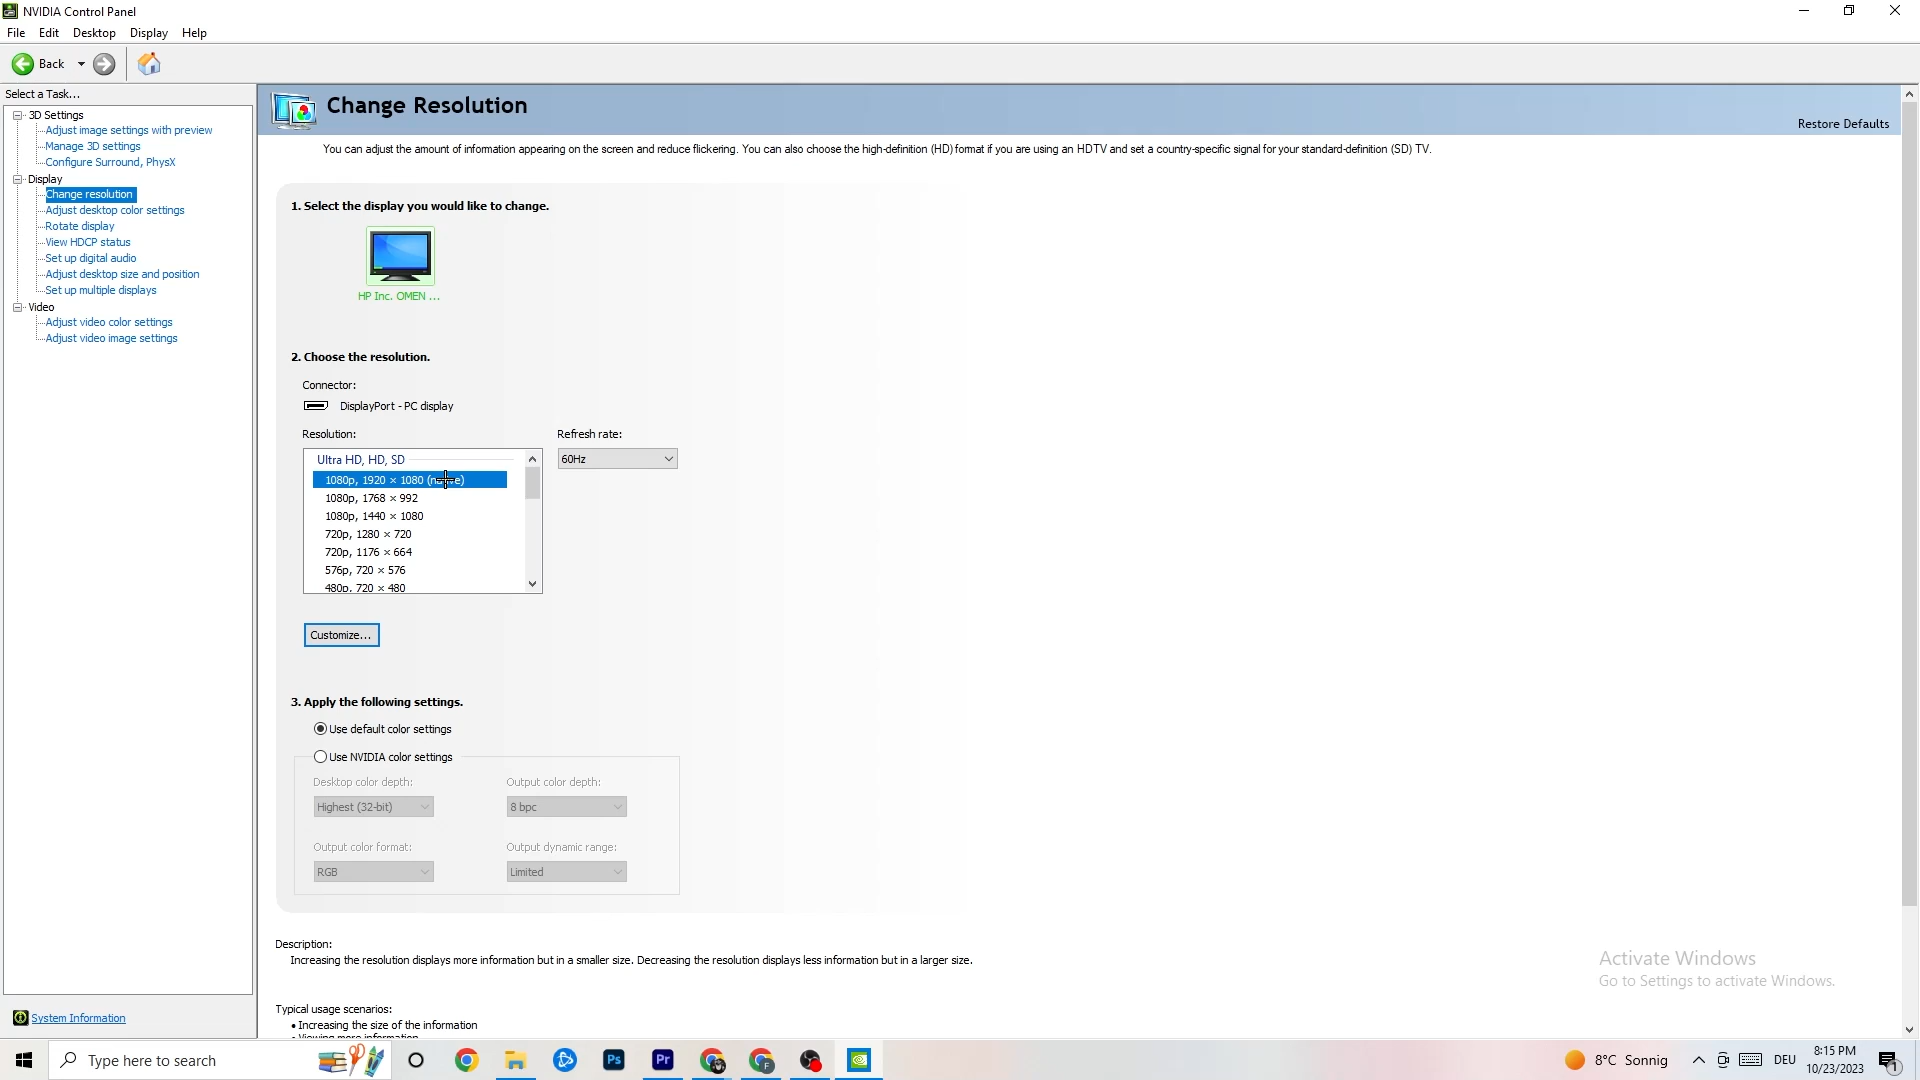 NVIDIA Control Panel
File Edit Desktop Display Help
Back
Select a Task...
3D Settings
Adjust image settings with preview
Manage 3D settings
Configure Surround, PhysX
Display
Change resolution
Adjust desktop color settings
Rotate display
View HDCP status
Set up digital audio
Adjust desktop size and position
Set up multiple displays
Video
Adjust video color settings
Adjust video image settings
System Information
Change Resolution
Restore Defaults
You can adjust the amount of information appearing on the screen and reduce flickering. You can also choose the high-definition (HD) format if you are using an HDTV and set a country-specific signal for your standard-definition (SD) TV.
1. Select the display you would like to change.
HP Inc. OMEN ...
2. Choose the resolution.
Connector:
DisplayPort - PC display
Resolution:
Refresh rate:
Ultra HD, HD, SD
60Hz
1080p, 1920 × 1080
1080p, 1768 × 992
1080p, 1440 × 1080
720p, 1280 × 720
720p, 1176 × 664
576p, 720 × 576
480p, 720 × 480
Customize...
3. Apply the following settings.
Use default color settings
Use NVIDIA color settings
Desktop color depth: Output color depth:
Highest (32-bit) 8 bpc
Output color format: Output dynamic range:
RGB Limited
Description:
Increasing the resolution displays more information but in a smaller size. Decreasing the resolution displays less information but in a larger size.
Typical usage scenarios:
• Increasing the size of the information
• Viewing more information
Activate Windows
Go to Settings to activate Windows.
Type here to search
Ps
Pr
F
8°C Sonnig
DEU
8:15 PM
10/23/2023
1